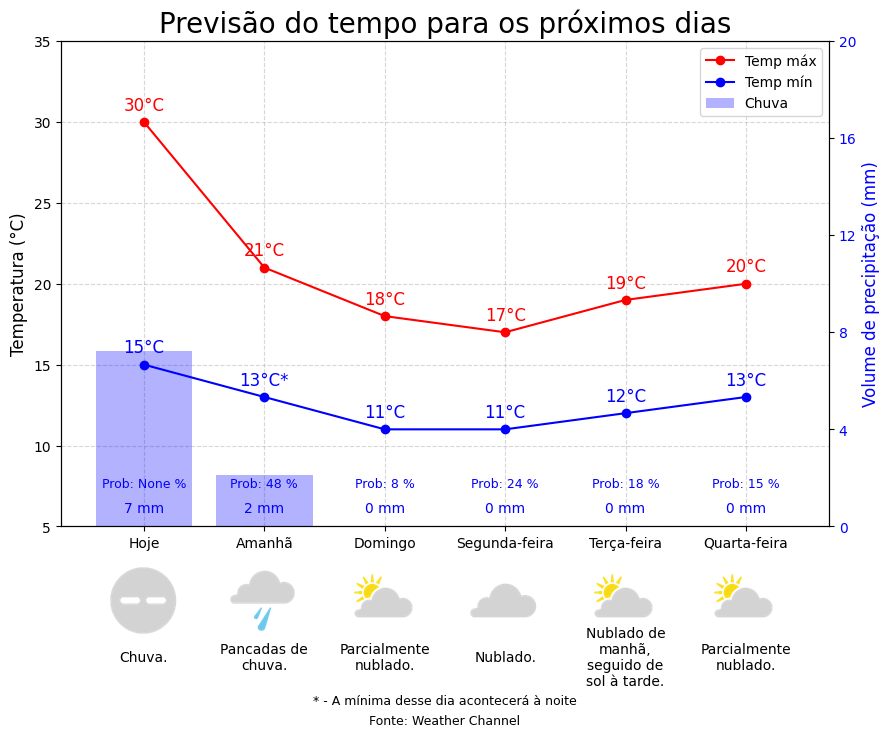 Previsão do tempo para os próximos dias
35
30
25
20
15
10
5
Temperatura (°C)
20
16
12
8
4
0
Volume de precipitação (mm)
Temp máx
Temp mín
Chuva
30°C
21°C
18°C
17°C
19°C
20°C
15°C
13°C*
11°C
11°C
12°C
13°C
Prob: None %
Prob: 48 %
Prob: 8 %
Prob: 24 %
Prob: 18 %
Prob: 15 %
7 mm
2 mm
0 mm
0 mm
0 mm
0 mm
Hoje
Amanhã
Domingo
Segunda-feira
Terça-feira
Quarta-feira
Chuva.
Pancadas de
chuva.
Parcialmente
nublado.
Nublado.
Nublado de
manhã,
seguido de
sol à tarde.
Parcialmente
nublado.
* - A mínima desse dia acontecerá à noite
Fonte: Weather Channel